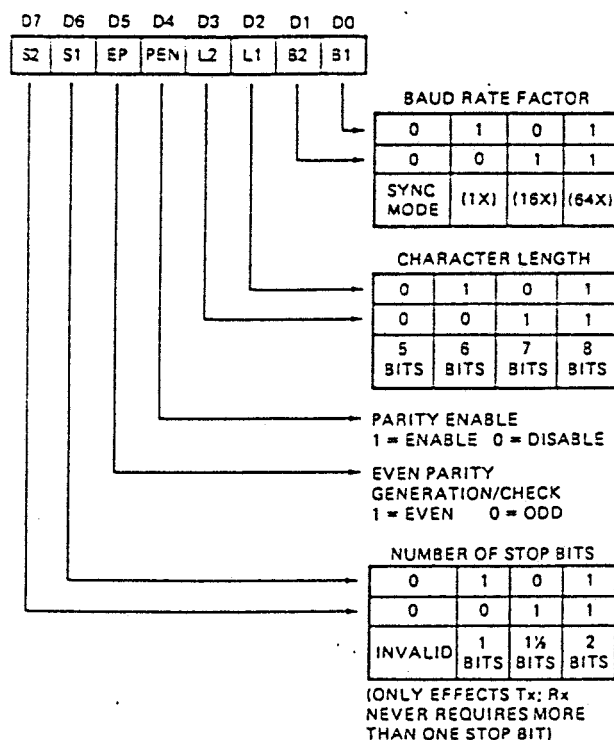 D7 D6 D5 D4 D3 D2 D1 D0
S2 S1 EP PEN L2 L1 B2 B1
BAUD RATE FACTOR
0 1 0 1
0 0 1 1
SYNC MODE (1X) (16X) (64X)
CHARACTER LENGTH
0 1 0 1
0 0 1 1
5 BITS 6 BITS 7 BITS 8 BITS
PARITY ENABLE
1 = ENABLE 0 = DISABLE
EVEN PARITY
GENERATION/CHECK
1 = EVEN 0 = ODD
NUMBER OF STOP BITS
0 1 0 1
0 0 1 1
INVALID 1 BITS 1½ BITS 2 BITS
(ONLY EFFECTS Tx; Rx
NEVER REQUIRES MORE
THAN ONE STOP BIT)